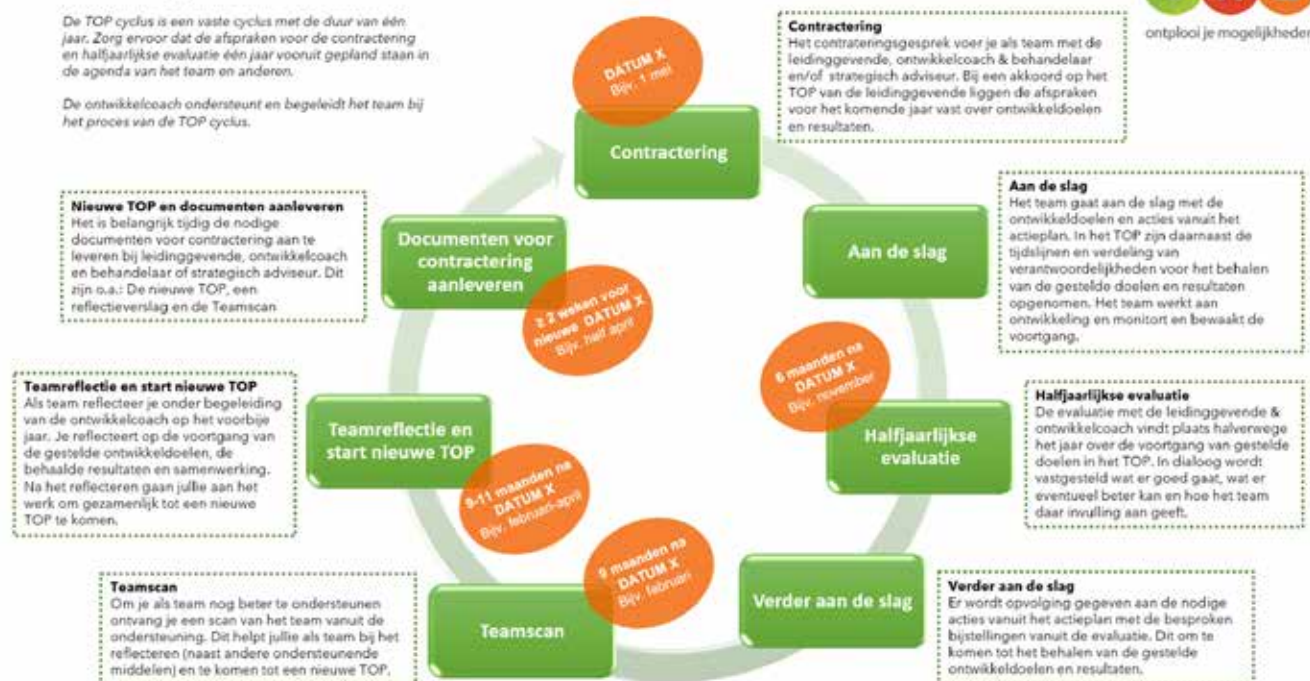 De TOP cyclus is een vaste cyclus met de duur van één
jaar. Zorg ervoor dat de afspraken voor de contractering
en halfjaarlijkse evaluatie één jaar vooruit gepland staan in
de agenda van het team en anderen.
De ontwikkelcoach ondersteunt en begeleidt het team bij
het proces van de TOP cyclus.
ontplooi je mogelijkheden
DATUM X
Bijv. 1 mei
Contractering
Contractering
Het contrateringsgesprek voer je als team met de
leidinggevende, ontwikkelcoach & behandelaar
en/of strategisch adviseur. Bij een akkoord op het
TOP van de leidinggevende liggen de afspraken
voor het komende jaar vast over ontwikkeldoelen
en resultaten.
Aan de slag
Aan de slag
Het team gaat aan de slag met de
ontwikkeldoelen en acties vanuit het
actieplan. In het TOP zijn daarnaast de
tijdslijnen en verdeling van
verantwoordelijkheden voor het behalen
van de gestelde doelen en resultaten
opgenomen. Het team werkt aan
ontwikkeling en monitort en bewaakt de
voortgang.
6 maanden na
DATUM X
Bijv. november
Halfjaarlijkse
evaluatie
Halfjaarlijkse evaluatie
De evaluatie met de leidinggevende &
ontwikkelcoach vindt plaats halverwege
het jaar over de voortgang van gestelde
doelen in het TOP. In dialoog wordt
vastgesteld wat er goed gaat, wat er
eventueel beter kan en hoe het team
daar invulling aan geeft.
Verder aan de slag
Verder aan de slag
Er wordt opvolging gegeven aan de nodige
acties vanuit het actieplan met de besproken
bijstellingen vanuit de evaluatie. Dit om te
komen tot het behalen van de gestelde
ontwikkeldoelen en resultaten.
9 maanden na
DATUM X
Bijv. februari
Teamscan
Teamscan
Om je als team nog beter te ondersteunen
ontvang je een scan van het team vanuit de
ondersteuning. Dit helpt jullie als team bij het
reflecteren (naast andere ondersteunende
middelen) en te komen tot een nieuwe TOP.
9-11 maanden na
DATUM X
Bijv. februari-april
Teamreflectie en
start nieuwe TOP
Teamreflectie en start nieuwe TOP
Als team reflecteer je onder begeleiding
van de ontwikkelcoach op het voorbije
jaar. Je reflecteert op de voortgang van
de gestelde ontwikkeldoelen, de
behaalde resultaten en samenwerking.
Na het reflecteren gaan jullie aan het
werk om gezamenlijk tot een nieuwe
TOP te komen.
≥ 2 weken voor
nieuwe DATUM X
Bijv. half april
Documenten voor
contractering
aanleveren
Nieuwe TOP en documenten aanleveren
Het is belangrijk tijdig de nodige
documenten voor contractering aan te
leveren bij leidinggevende, ontwikkelcoach
en behandelaar of strategisch adviseur. Dit
zijn o.a.: De nieuwe TOP, een
reflectieverslag en de Teamscan